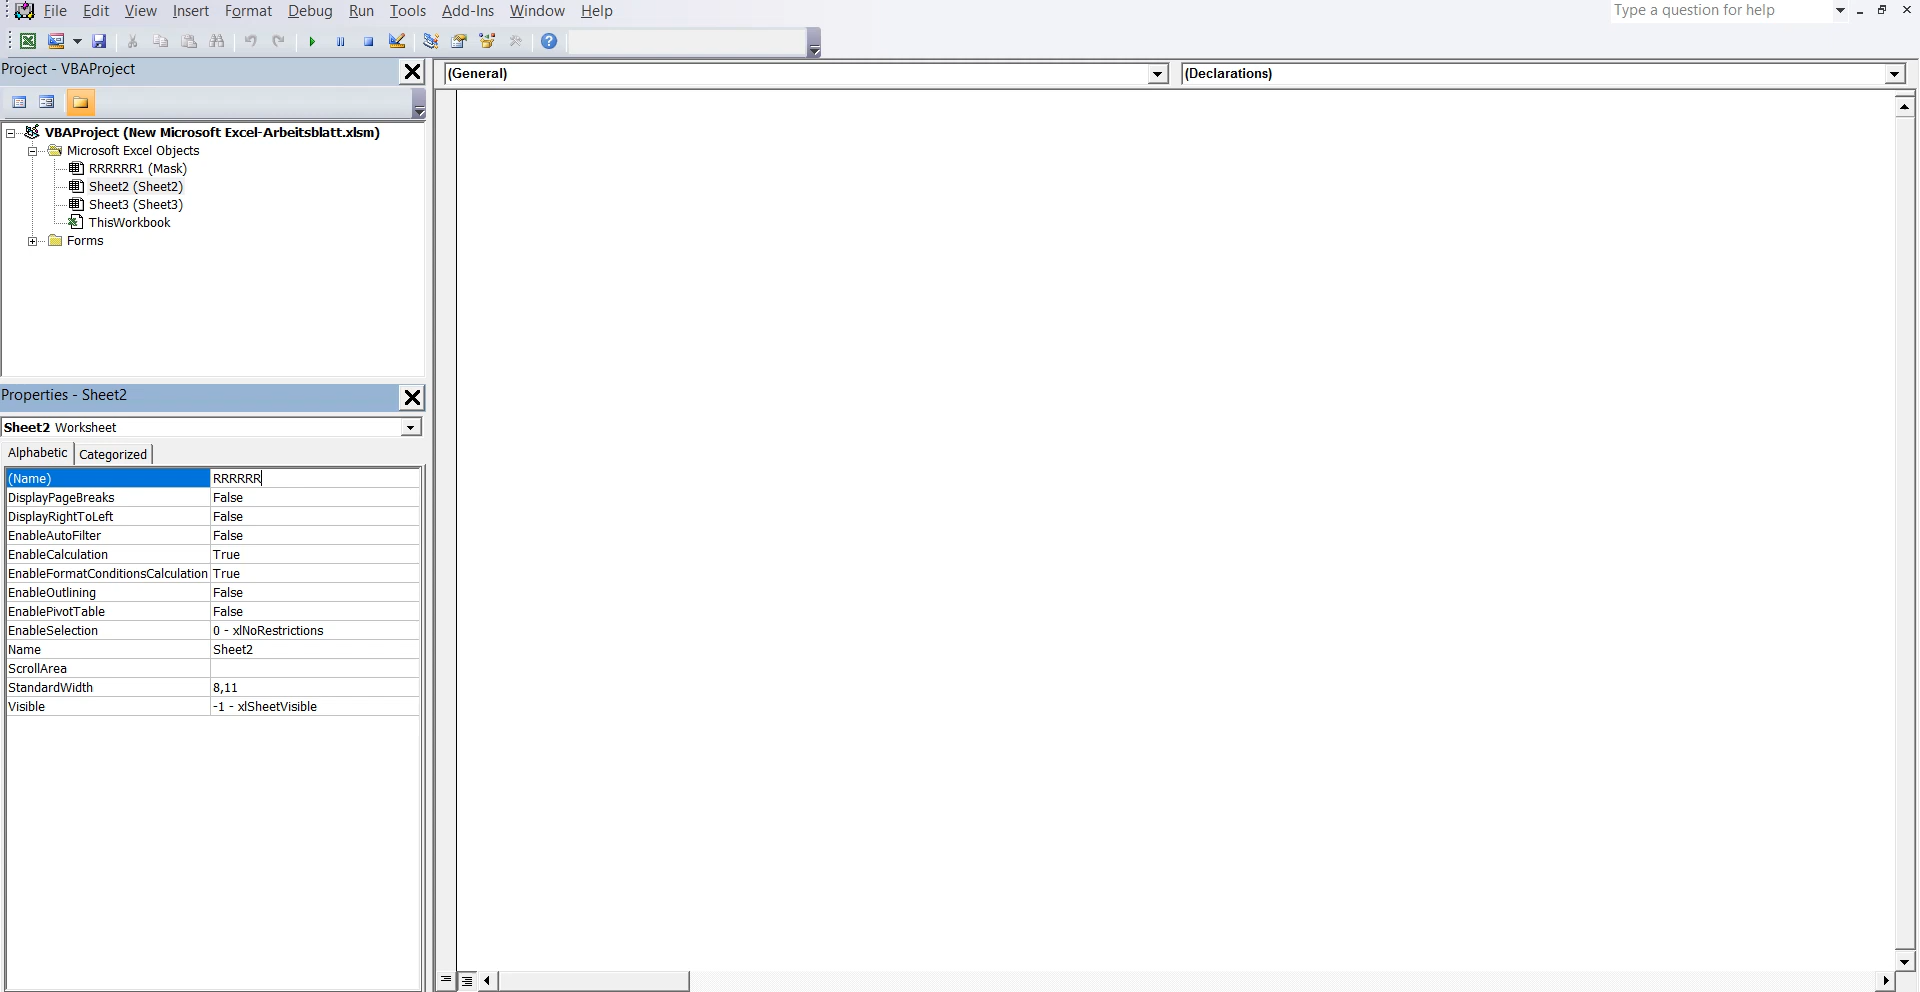 File Edit View Insert Format Debug Run Tools Add-Ins Window Help
Type a question for help
Project - VBAProject
(General)
(Declarations)
VBAProject (New Microsoft Excel-Arbeitsblatt.xlsm)
Microsoft Excel Objects
RRRRRR1 (Mask)
Sheet2 (Sheet2)
Sheet3 (Sheet3)
ThisWorkbook
Forms
Properties - Sheet2
Sheet2 Worksheet
Alphabetic Categorized
(Name) RRRRRR
DisplayPageBreaks False
DisplayRightToLeft False
EnableAutoFilter False
EnableCalculation True
EnableFormatConditionsCalculation True
EnableOutlining False
EnablePivotTable False
EnableSelection 0 - xlNoRestrictions
Name Sheet2
ScrollArea
StandardWidth 8,11
Visible -1 - xlSheetVisible